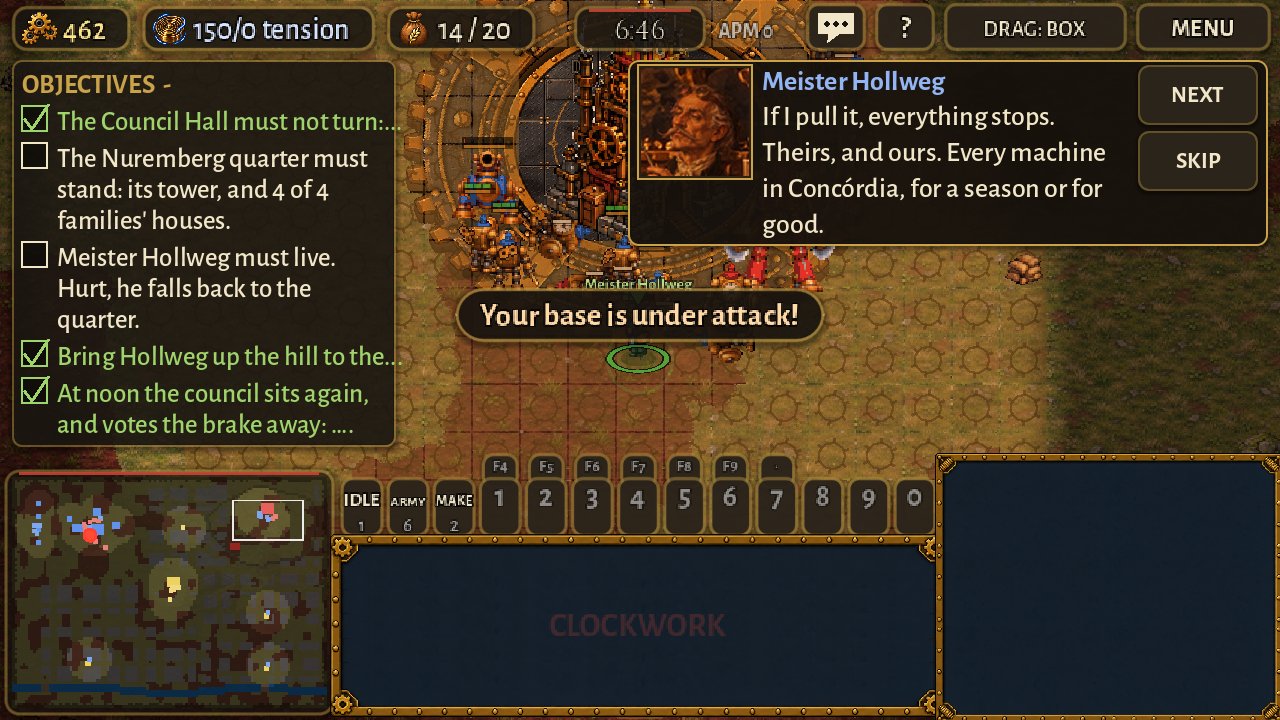 462
150/0 tension
14 / 20
6:46
APM0
?
DRAG: BOX
MENU
OBJECTIVES -
The Council Hall must not turn:...
The Nuremberg quarter must
stand: its tower, and 4 of 4
families' houses.
Meister Hollweg must live.
Hurt, he falls back to the
quarter.
Bring Hollweg up the hill to the...
At noon the council sits again,
and votes the brake away: ....
Meister Hollweg
If I pull it, everything stops.
Theirs, and ours. Every machine
in Concórdia, for a season or for
good.
NEXT
SKIP
Meister Hollweg
Your base is under attack!
F4 F5 F6 F7 F8 F9
IDLE 1
ARMY 6
MAKE 2
1 2 3 4 5 6 7 8 9 0
CLOCKWORK